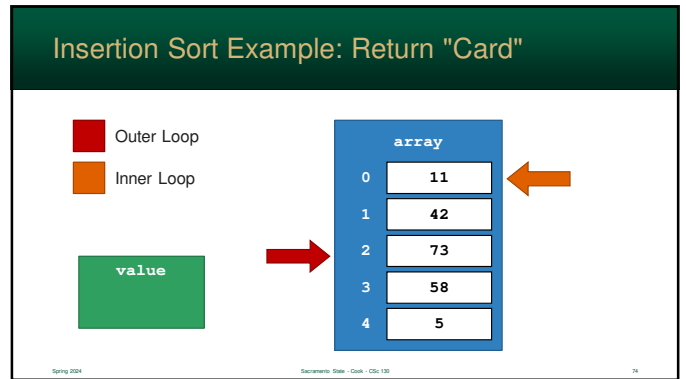 Insertion Sort Example: Return "Card"
Outer Loop
Inner Loop
value
array
0 11
1 42
2 73
3 58
4 5
Spring 2024
Sacramento State - Cook - CSc 130
74